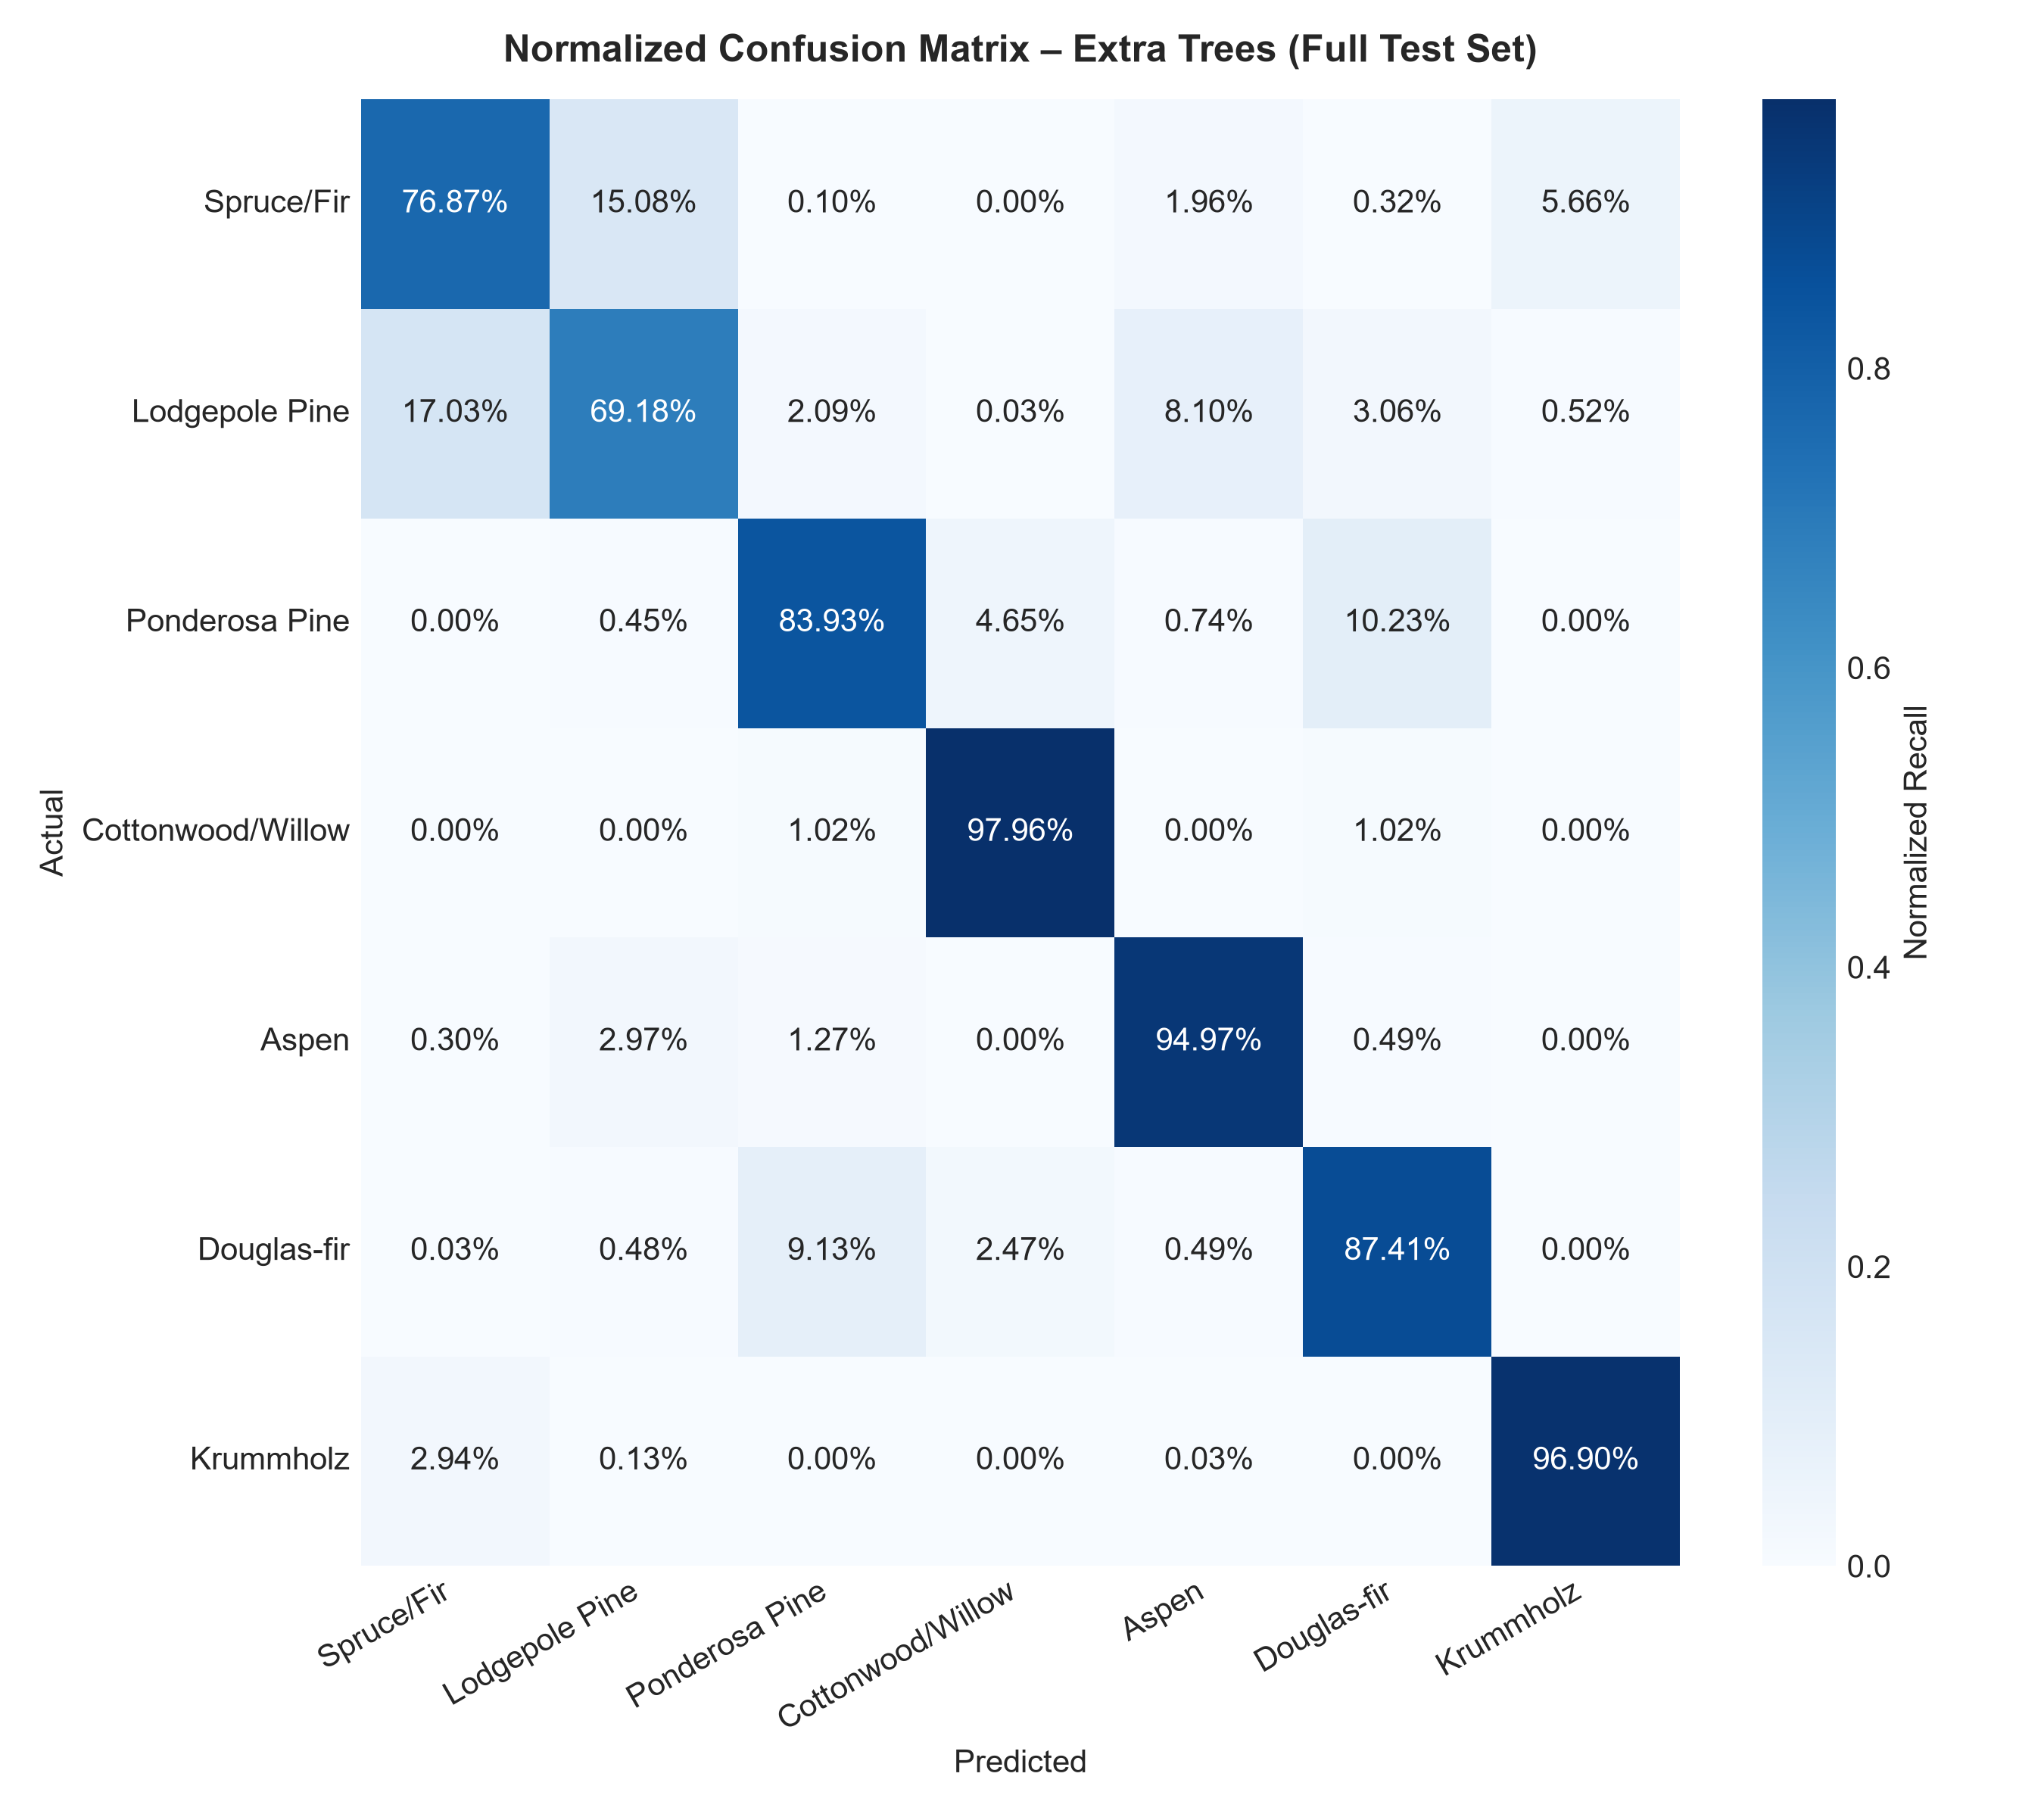 Normalized Confusion Matrix – Extra Trees (Full Test Set)
Spruce/Fir 76.87% 15.08% 0.10% 0.00% 1.96% 0.32% 5.66%
Lodgepole Pine 17.03% 69.18% 2.09% 0.03% 8.10% 3.06% 0.52%
Ponderosa Pine 0.00% 0.45% 83.93% 4.65% 0.74% 10.23% 0.00%
Cottonwood/Willow 0.00% 0.00% 1.02% 97.96% 0.00% 1.02% 0.00%
Aspen 0.30% 2.97% 1.27% 0.00% 94.97% 0.49% 0.00%
Douglas-fir 0.03% 0.48% 9.13% 2.47% 0.49% 87.41% 0.00%
Krummholz 2.94% 0.13% 0.00% 0.00% 0.03% 0.00% 96.90%
Actual
Spruce/Fir
Lodgepole Pine
Ponderosa Pine
Cottonwood/Willow
Aspen
Douglas-fir
Krummholz
Predicted
0.8
0.6
0.4
0.2
0.0
Normalized Recall